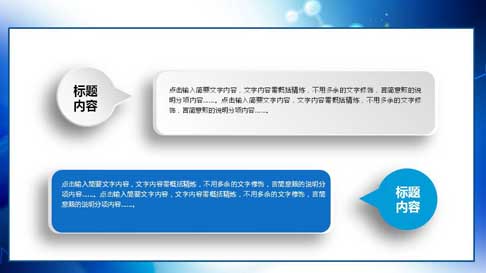 标题
内容
点击输入简要文字内容，文字内容需概括精炼，不用多余的文字修饰，言简意赅的说
明分项内容……。点击输入简要文字内容，文字内容需概括精炼，不用多余的文字修
饰，言简意赅的说明分项内容……。
点击输入简要文字内容，文字内容需概括精炼，不用多余的文字修饰，言简意赅的说明分
项内容……。点击输入简要文字内容，文字内容需概括精炼，不用多余的文字修饰，言简
意赅的说明分项内容……。
标题
内容